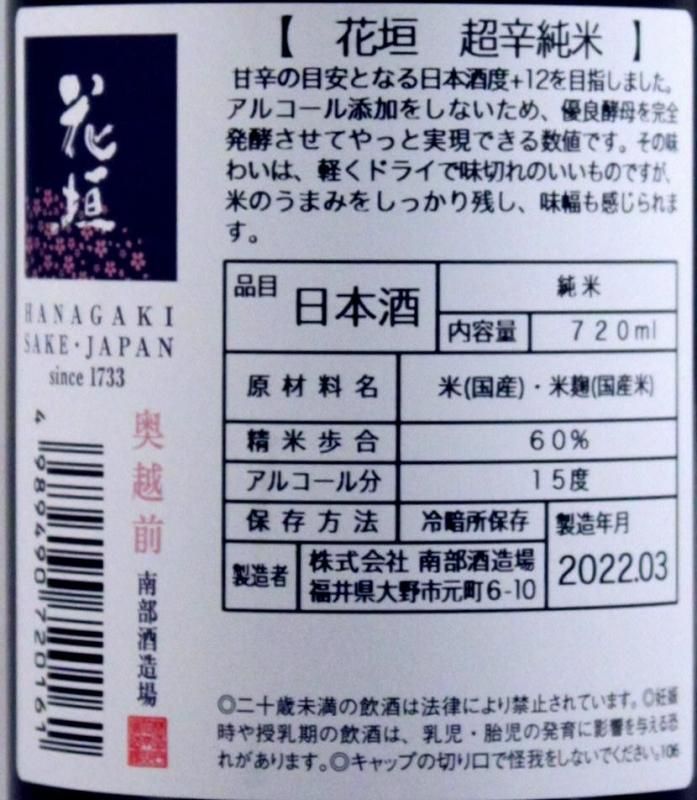 【 花垣 超辛純米 】
甘辛の目安となる日本酒度+12を目指しました。
アルコール添加をしないため、優良酵母を完全
発酵させてやっと実現できる数値です。その味
わいは、軽くドライで味切れのいいものですが、
米のうまみをしっかり残し、味幅も感じられま
す。
品目 日本酒
純米
内容量 720ml
原材料名 米(国産)・米麹(国産米)
精米歩合 60%
アルコール分 15度
保存方法 冷暗所保存
製造年月
2022.03
製造者
株式会社 南部酒造場
福井県大野市元町6-10
◎二十歳未満の飲酒は法律により禁止されています。◎妊娠
時や授乳期の飲酒は、乳児・胎児の発育に影響を与える恐
れがあります。◎キャップの切り口で怪我をしないでください。106
花垣
HANAGAKI
SAKE・JAPAN
since 1733
奥越前
南部酒造場
4 989490 720161